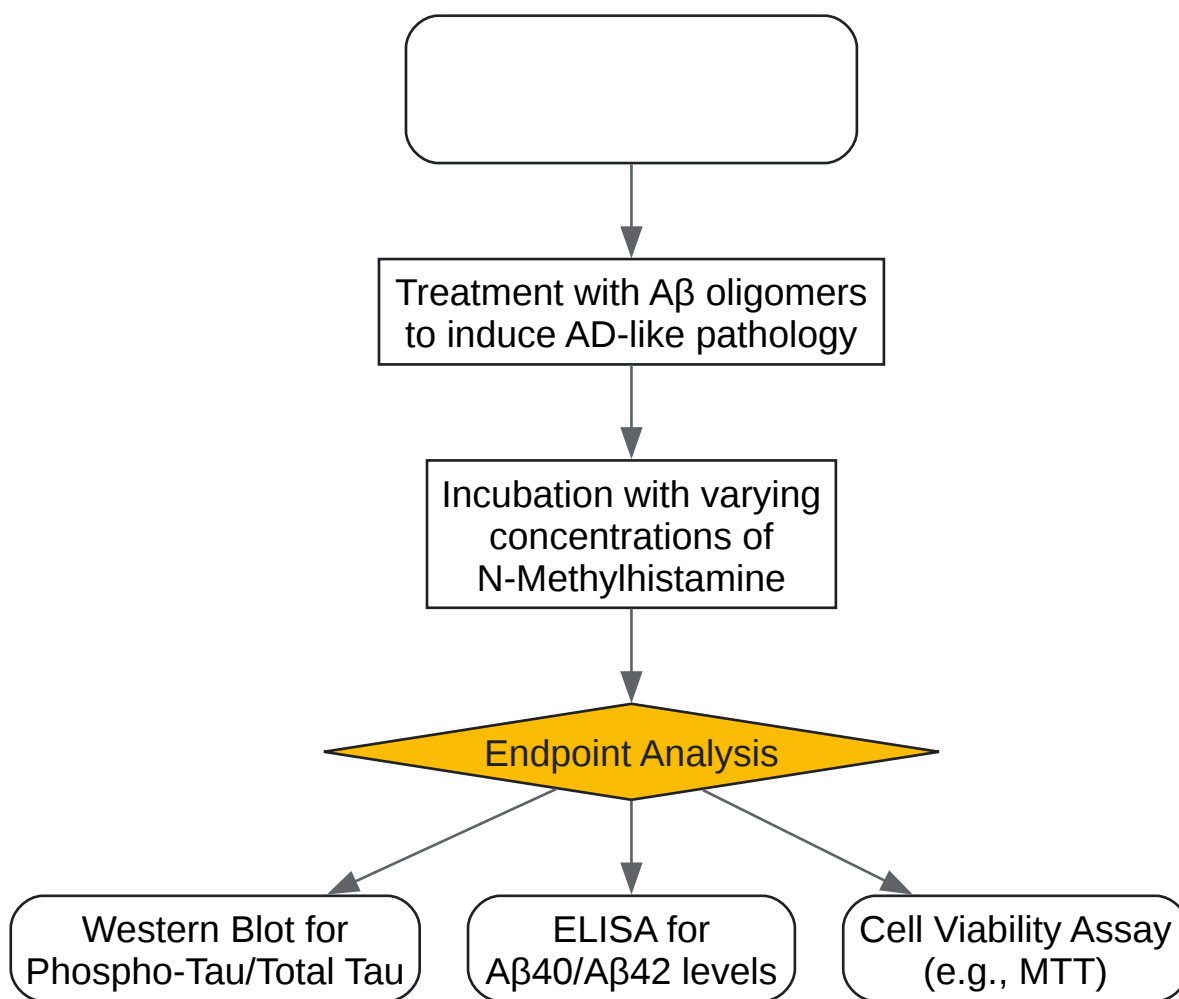 Treatment with Aβ oligomers
to induce AD-like pathology
Incubation with varying
concentrations of
N-Methylhistamine
Endpoint Analysis
Western Blot for
Phospho-Tau/Total Tau
ELISA for
Aβ40/Aβ42 levels
Cell Viability Assay
(e.g., MTT)